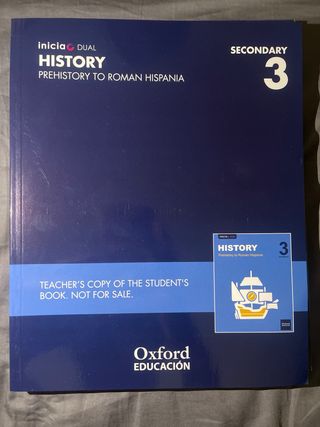 inicia DUAL
HISTORY
PREHISTORY TO ROMAN HISPANIA
SECONDARY
3
TEACHER'S COPY OF THE STUDENT'S
BOOK. NOT FOR SALE.
HISTORY
Prehistory to Roman Hispania
3
Oxford
EDUCACIÓN